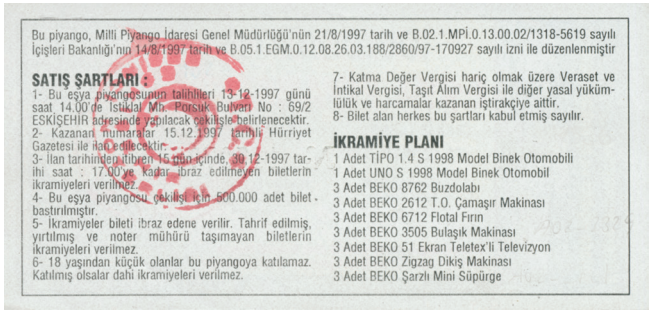 Bu piyango, Milli Piyango İdaresi Genel Müdürlüğü'nün 21/8/1997 tarih ve B.02.1.MPİ.0.13.00.02/1318-5619 sayılı
İçişleri Bakanlığı'nın 14/8/1997 tarih ve B.05.1.EGM.0.12.08.26.03.188/2860/97-170927 sayılı izni ile düzenlenmiştir
SATIŞ ŞARTLARI :
1- Bu eşya piyangosunun talihlileri 13-12-1997 günü
saat 14.00'de İstiklal Mh. Porsuk Bulvarı No : 69/2
ESKİŞEHİR adresinde yapılacak çekilişle belirlenecektir.
2- Kazanan numaralar 15.12.1997 tarihli Hürriyet
Gazetesi ile ilan edilecektir.
3- İlan tarihinden itibren 15 gün içinde, 30-12-1997 tar-
ihi saat : 17.00'ye kadar ibraz edilmeyen biletlerin
ikramiyeleri verilmez.
4- Bu eşya piyangosu çekilişi için 500.000 adet bilet
bastırılmıştır.
5- İkramiyeler bileti ibraz edene verilir. Tahrif edilmiş,
yırtılmış ve noter mühürü taşımayan biletlerin
ikramiyeleri verilmez.
6- 18 yaşından küçük olanlar bu piyangoya katılamaz.
Katılmış olsalar dahi ikramiyeleri verilmez.
7- Katma Değer Vergisi hariç olmak üzere Veraset ve
İntikal Vergisi, Taşıt Alım Vergisi ile diğer yasal yüküm-
lülük ve harcamalar kazanan iştirakçiye aittir.
8- Bilet alan herkes bu şartları kabul etmiş sayılır.
İKRAMİYE PLANI
1 Adet TİPO 1.4 S 1998 Model Binek Otomobili
1 Adet UNO S 1998 Model Binek Otomobil
3 Adet BEKO 8762 Buzdolabı
3 Adet BEKO 2612 T.O. Çamaşır Makinası
3 Adet BEKO 6712 Flotal Fırın
3 Adet BEKO 3505 Bulaşık Makinası
3 Adet BEKO 51 Ekran Teletex'li Televizyon
3 Adet BEKO Zigzag Dikiş Makinası
3 Adet BEKO Şarzlı Mini Süpürge